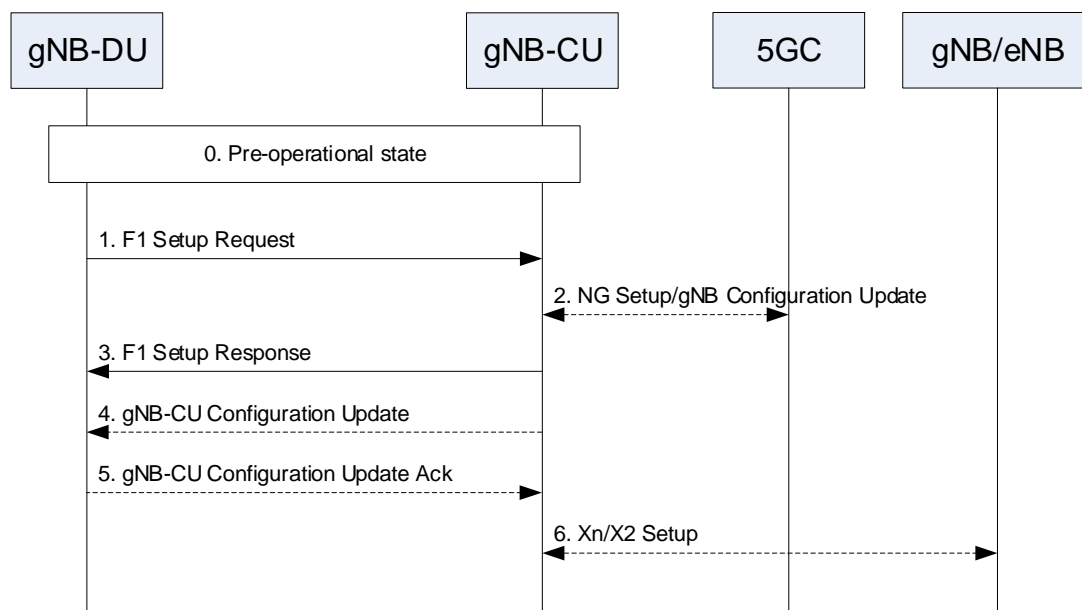 gNB-DU
gNB-CU
5GC
gNB/eNB
0. Pre-operational state
1. F1 Setup Request
2. NG Setup/gNB Configuration Update
3. F1 Setup Response
4. gNB-CU Configuration Update
5. gNB-CU Configuration Update Ack
6. Xn/X2 Setup